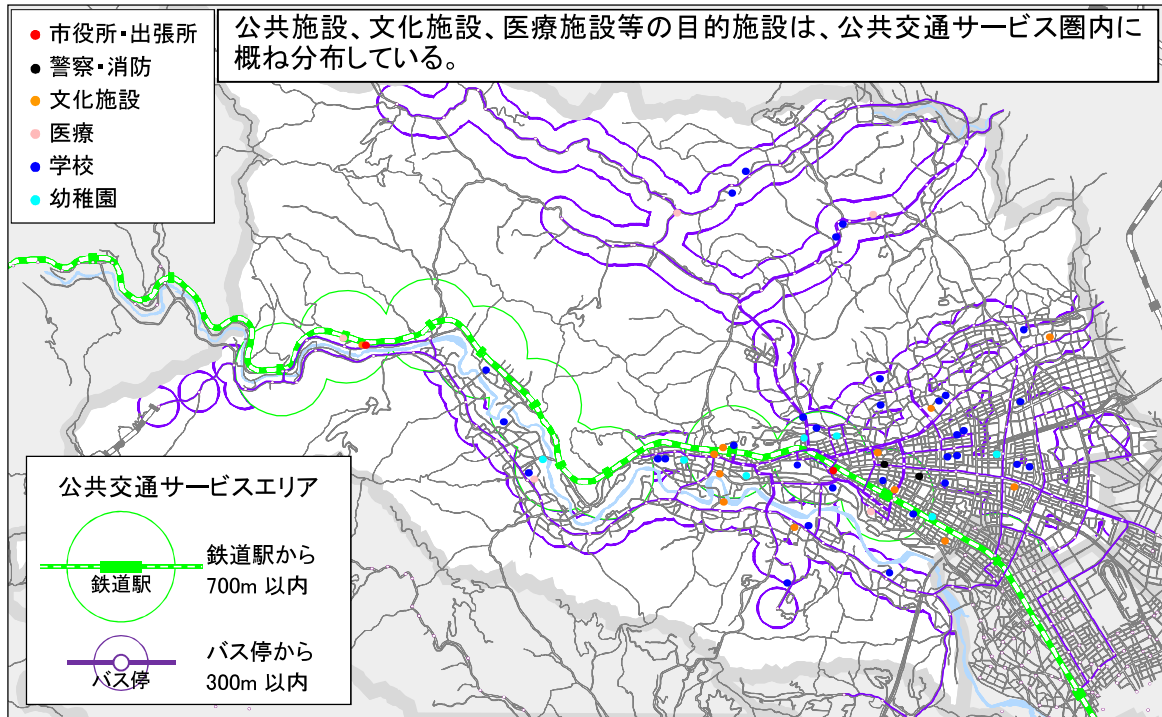 市役所・出張所
警察・消防
文化施設
医療
学校
幼稚園
公共施設、文化施設、医療施設等の目的施設は、公共交通サービス圏内に
概ね分布している。
公共交通サービスエリア
鉄道駅
鉄道駅から
700m 以内
バス停
バス停から
300m 以内